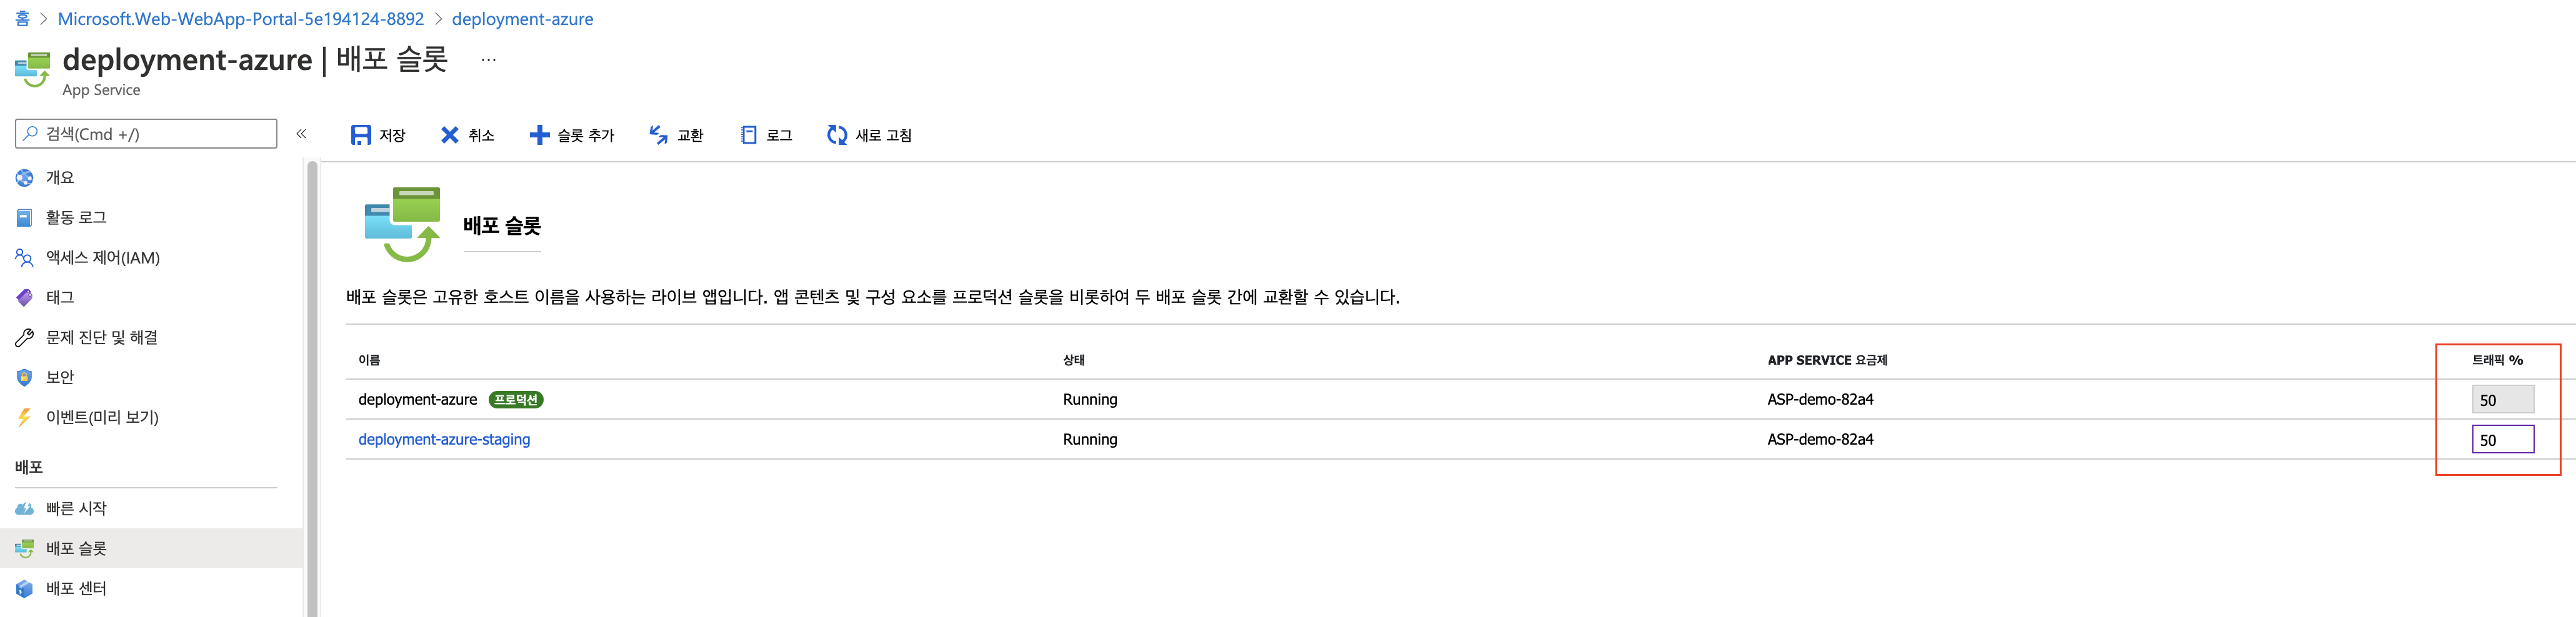 홈 > Microsoft.Web-WebApp-Portal-5e194124-8892 > deployment-azure
deployment-azure | 배포 슬롯 ...
App Service
검색(Cmd +/)
«
저장 취소 슬롯 추가 교환 로그 새로 고침
개요
활동 로그
액세스 제어(IAM)
태그
문제 진단 및 해결
보안
이벤트(미리 보기)
배포
빠른 시작
배포 슬롯
배포 센터
배포 슬롯
배포 슬롯은 고유한 호스트 이름을 사용하는 라이브 앱입니다. 앱 콘텐츠 및 구성 요소를 프로덕션 슬롯을 비롯하여 두 배포 슬롯 간에 교환할 수 있습니다.
이름 상태 APP SERVICE 요금제 트래픽 %
deployment-azure 프로덕션 Running ASP-demo-82a4 50
deployment-azure-staging Running ASP-demo-82a4 50